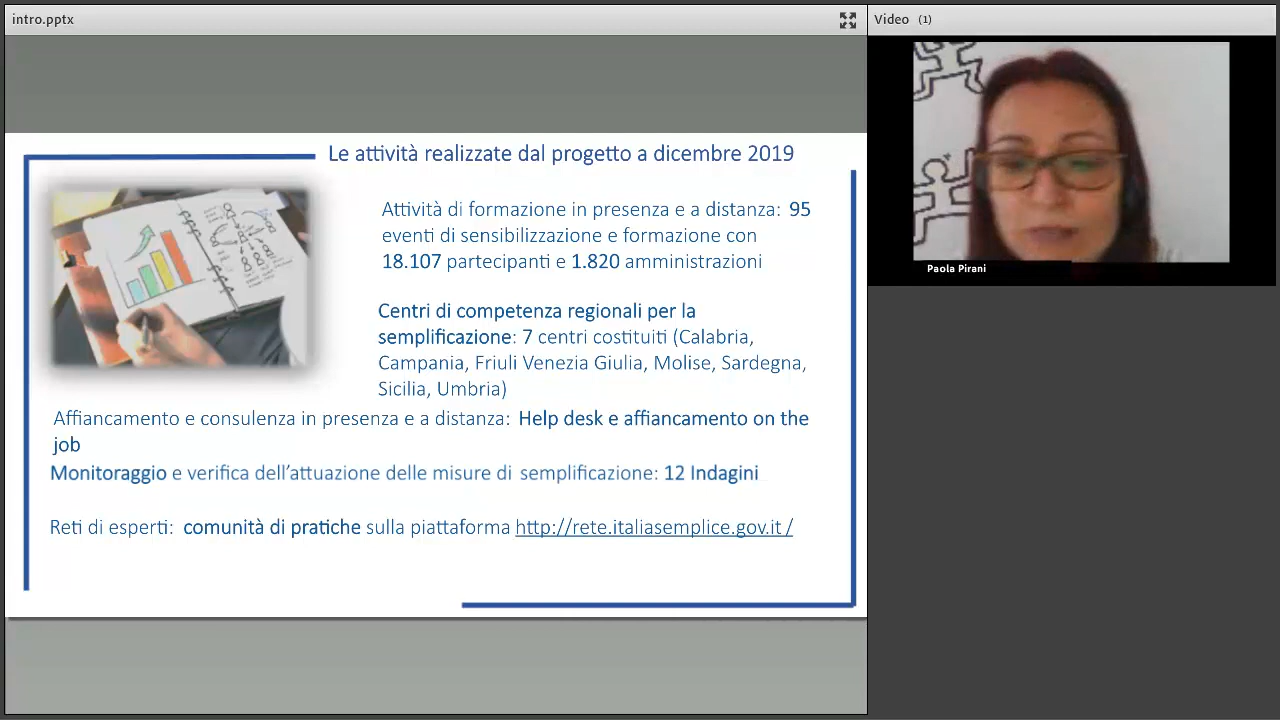 intro.pptx
Video (1)
Le attività realizzate dal progetto a dicembre 2019
Attività di formazione in presenza e a distanza: 95
eventi di sensibilizzazione e formazione con
18.107 partecipanti e 1.820 amministrazioni
Centri di competenza regionali per la
semplificazione: 7 centri costituiti (Calabria,
Campania, Friuli Venezia Giulia, Molise, Sardegna,
Sicilia, Umbria)
Affiancamento e consulenza in presenza e a distanza: Help desk e affiancamento on the
job
Monitoraggio e verifica dell'attuazione delle misure di semplificazione: 12 Indagini
Reti di esperti: comunità di pratiche sulla piattaforma http://rete.italiasemplice.gov.it /
Paola Pirani